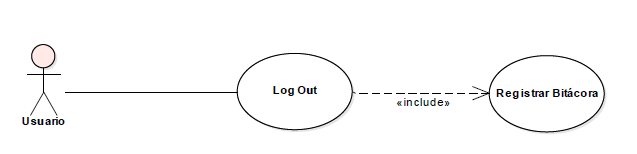 Usuario
Log Out
«include»
Registrar Bitácora